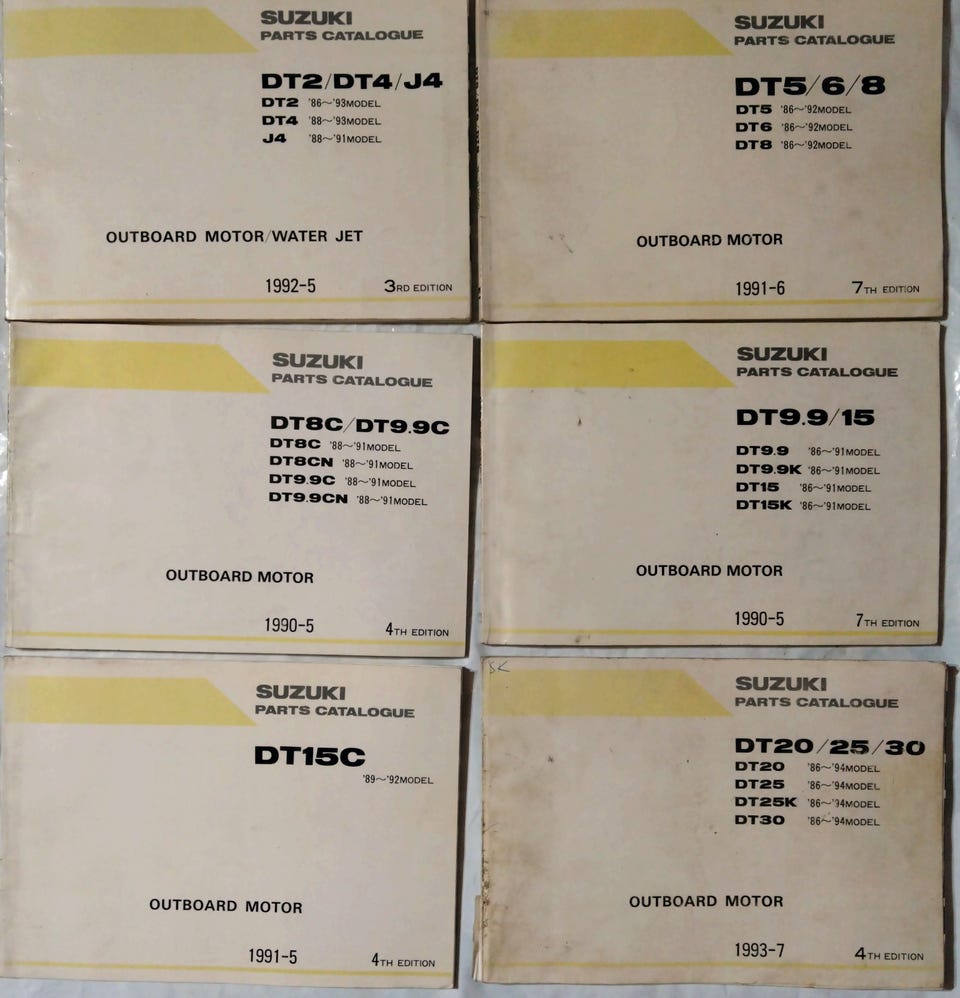 SUZUKI
PARTS CATALOGUE
DT2/DT4/J4
DT2 '86~'93MODEL
DT4 '88~'93MODEL
J4 '88~'91MODEL
OUTBOARD MOTOR/WATER JET
1992-5 3RD EDITION
SUZUKI
PARTS CATALOGUE
DT5/6/8
DT5 '86~'92MODEL
DT6 '86~'92MODEL
DT8 '86~'92MODEL
OUTBOARD MOTOR
1991-6 7TH EDITION
SUZUKI
PARTS CATALOGUE
DT8C/DT9.9C
DT8C '88~'91MODEL
DT8CN '88~'91MODEL
DT9.9C '88~'91MODEL
DT9.9CN '88~'91MODEL
OUTBOARD MOTOR
1990-5 4TH EDITION
SUZUKI
PARTS CATALOGUE
DT9.9/15
DT9.9 '86~'91MODEL
DT9.9K '86~'91MODEL
DT15 '86~'91MODEL
DT15K '86~'91MODEL
OUTBOARD MOTOR
1990-5 7TH EDITION
SUZUKI
PARTS CATALOGUE
DT15C
'89~'92MODEL
OUTBOARD MOTOR
1991-5 4TH EDITION
SK
SUZUKI
PARTS CATALOGUE
DT20/25/30
DT20 '86~'94MODEL
DT25 '86~'94MODEL
DT25K '86~'94MODEL
DT30 '86~'94MODEL
OUTBOARD MOTOR
1993-7 4TH EDITION